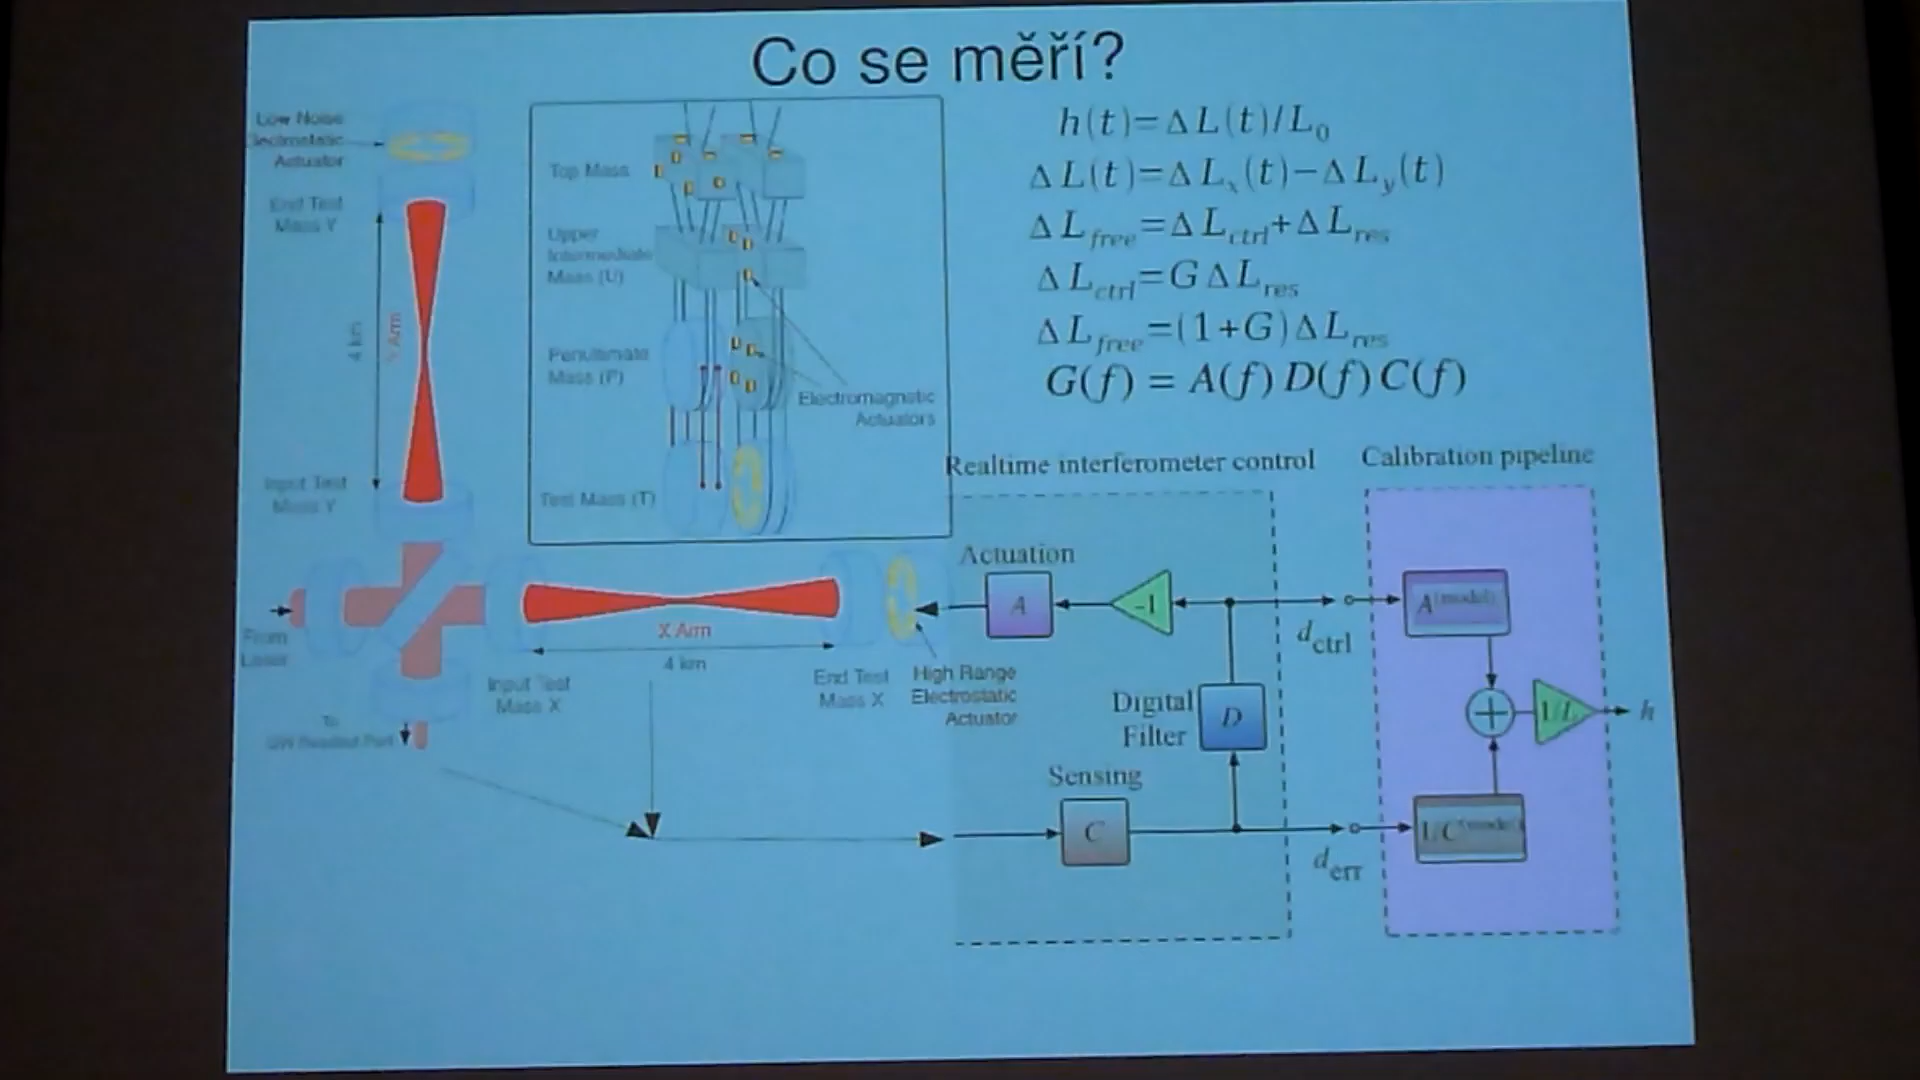 Co se měří?
Low Noise
Electrostatic
Actuator
End Test
Mass Y
4 km
Y Arm
Input Test
Mass Y
From
Laser
To
GW Readout Port
Top Mass
Upper
Intermediate
Mass (U)
Penultimate
Mass (P)
Test Mass (T)
Electromagnetic
Actuators
X Arm
4 km
Input Test
Mass X
End Test
Mass X
High Range
Electrostatic
Actuator
h(t)=ΔL(t)/L₀
ΔL(t)=ΔLₓ(t)−ΔL_y(t)
ΔL_free=ΔL_ctrl+ΔL_res
ΔL_ctrl=GΔL_res
ΔL_free=(1+G)ΔL_res
G(f) = A(f) D(f) C(f)
Realtime interferometer control
Actuation
A
-1
Digital
Filter
D
Sensing
C
d_ctrl
d_err
Calibration pipeline
A(model)
+
1/L
h
1/C(model)